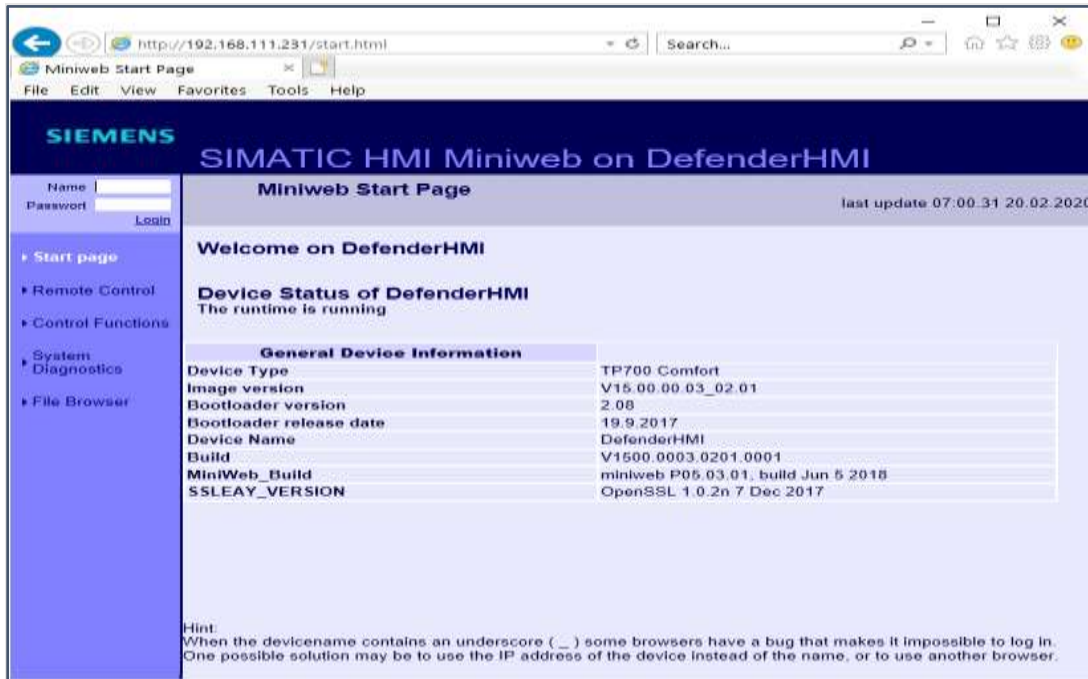 http://192.168.111.231/start.html Search...
Miniweb Start Page
File Edit View Favorites Tools Help
SIEMENS
SIMATIC HMI Miniweb on DefenderHMI
Name
Passwort
Login
Miniweb Start Page
last update 07:00.31 20.02.2020
Start page
Remote Control
Control Functions
System
Diagnostics
File Browser
Welcome on DefenderHMI
Device Status of DefenderHMI
The runtime is running
General Device Information
Device Type TP700 Comfort
Image version V15.00.00.03_02.01
Bootloader version 2.08
Bootloader release date 19.9.2017
Device Name DefenderHMI
Build V1500.0003.0201.0001
MiniWeb_Build miniweb P05.03.01, build Jun 5 2018
SSLEAY_VERSION OpenSSL 1.0.2n 7 Dec 2017
Hint:
When the devicename contains an underscore ( _ ) some browsers have a bug that makes it impossible to log in.
One possible solution may be to use the IP address of the device instead of the name, or to use another browser.